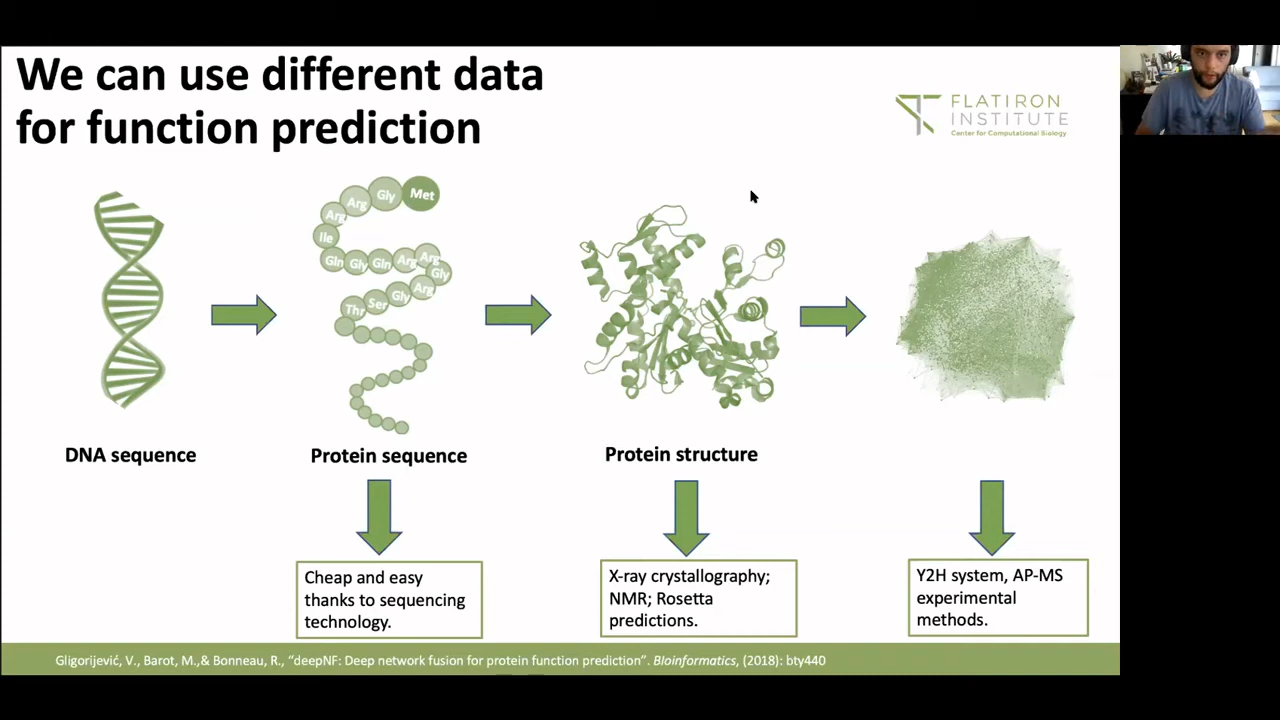 We can use different data
for function prediction
FLATIRON
INSTITUTE
Center for Computational Biology
Met
Gly
Arg
Arg
Ile
Gln
Gly
Gln
Arg
Arg
Gly
Arg
Gly
Ser
Thr
DNA sequence
Protein sequence
Protein structure
Cheap and easy
thanks to sequencing
technology.
X-ray crystallography;
NMR; Rosetta
predictions.
Y2H system, AP-MS
experimental
methods.
Gligorijević, V., Barot, M.,& Bonneau, R., “deepNF: Deep network fusion for protein function prediction”. BIoinformatics, (2018): bty440